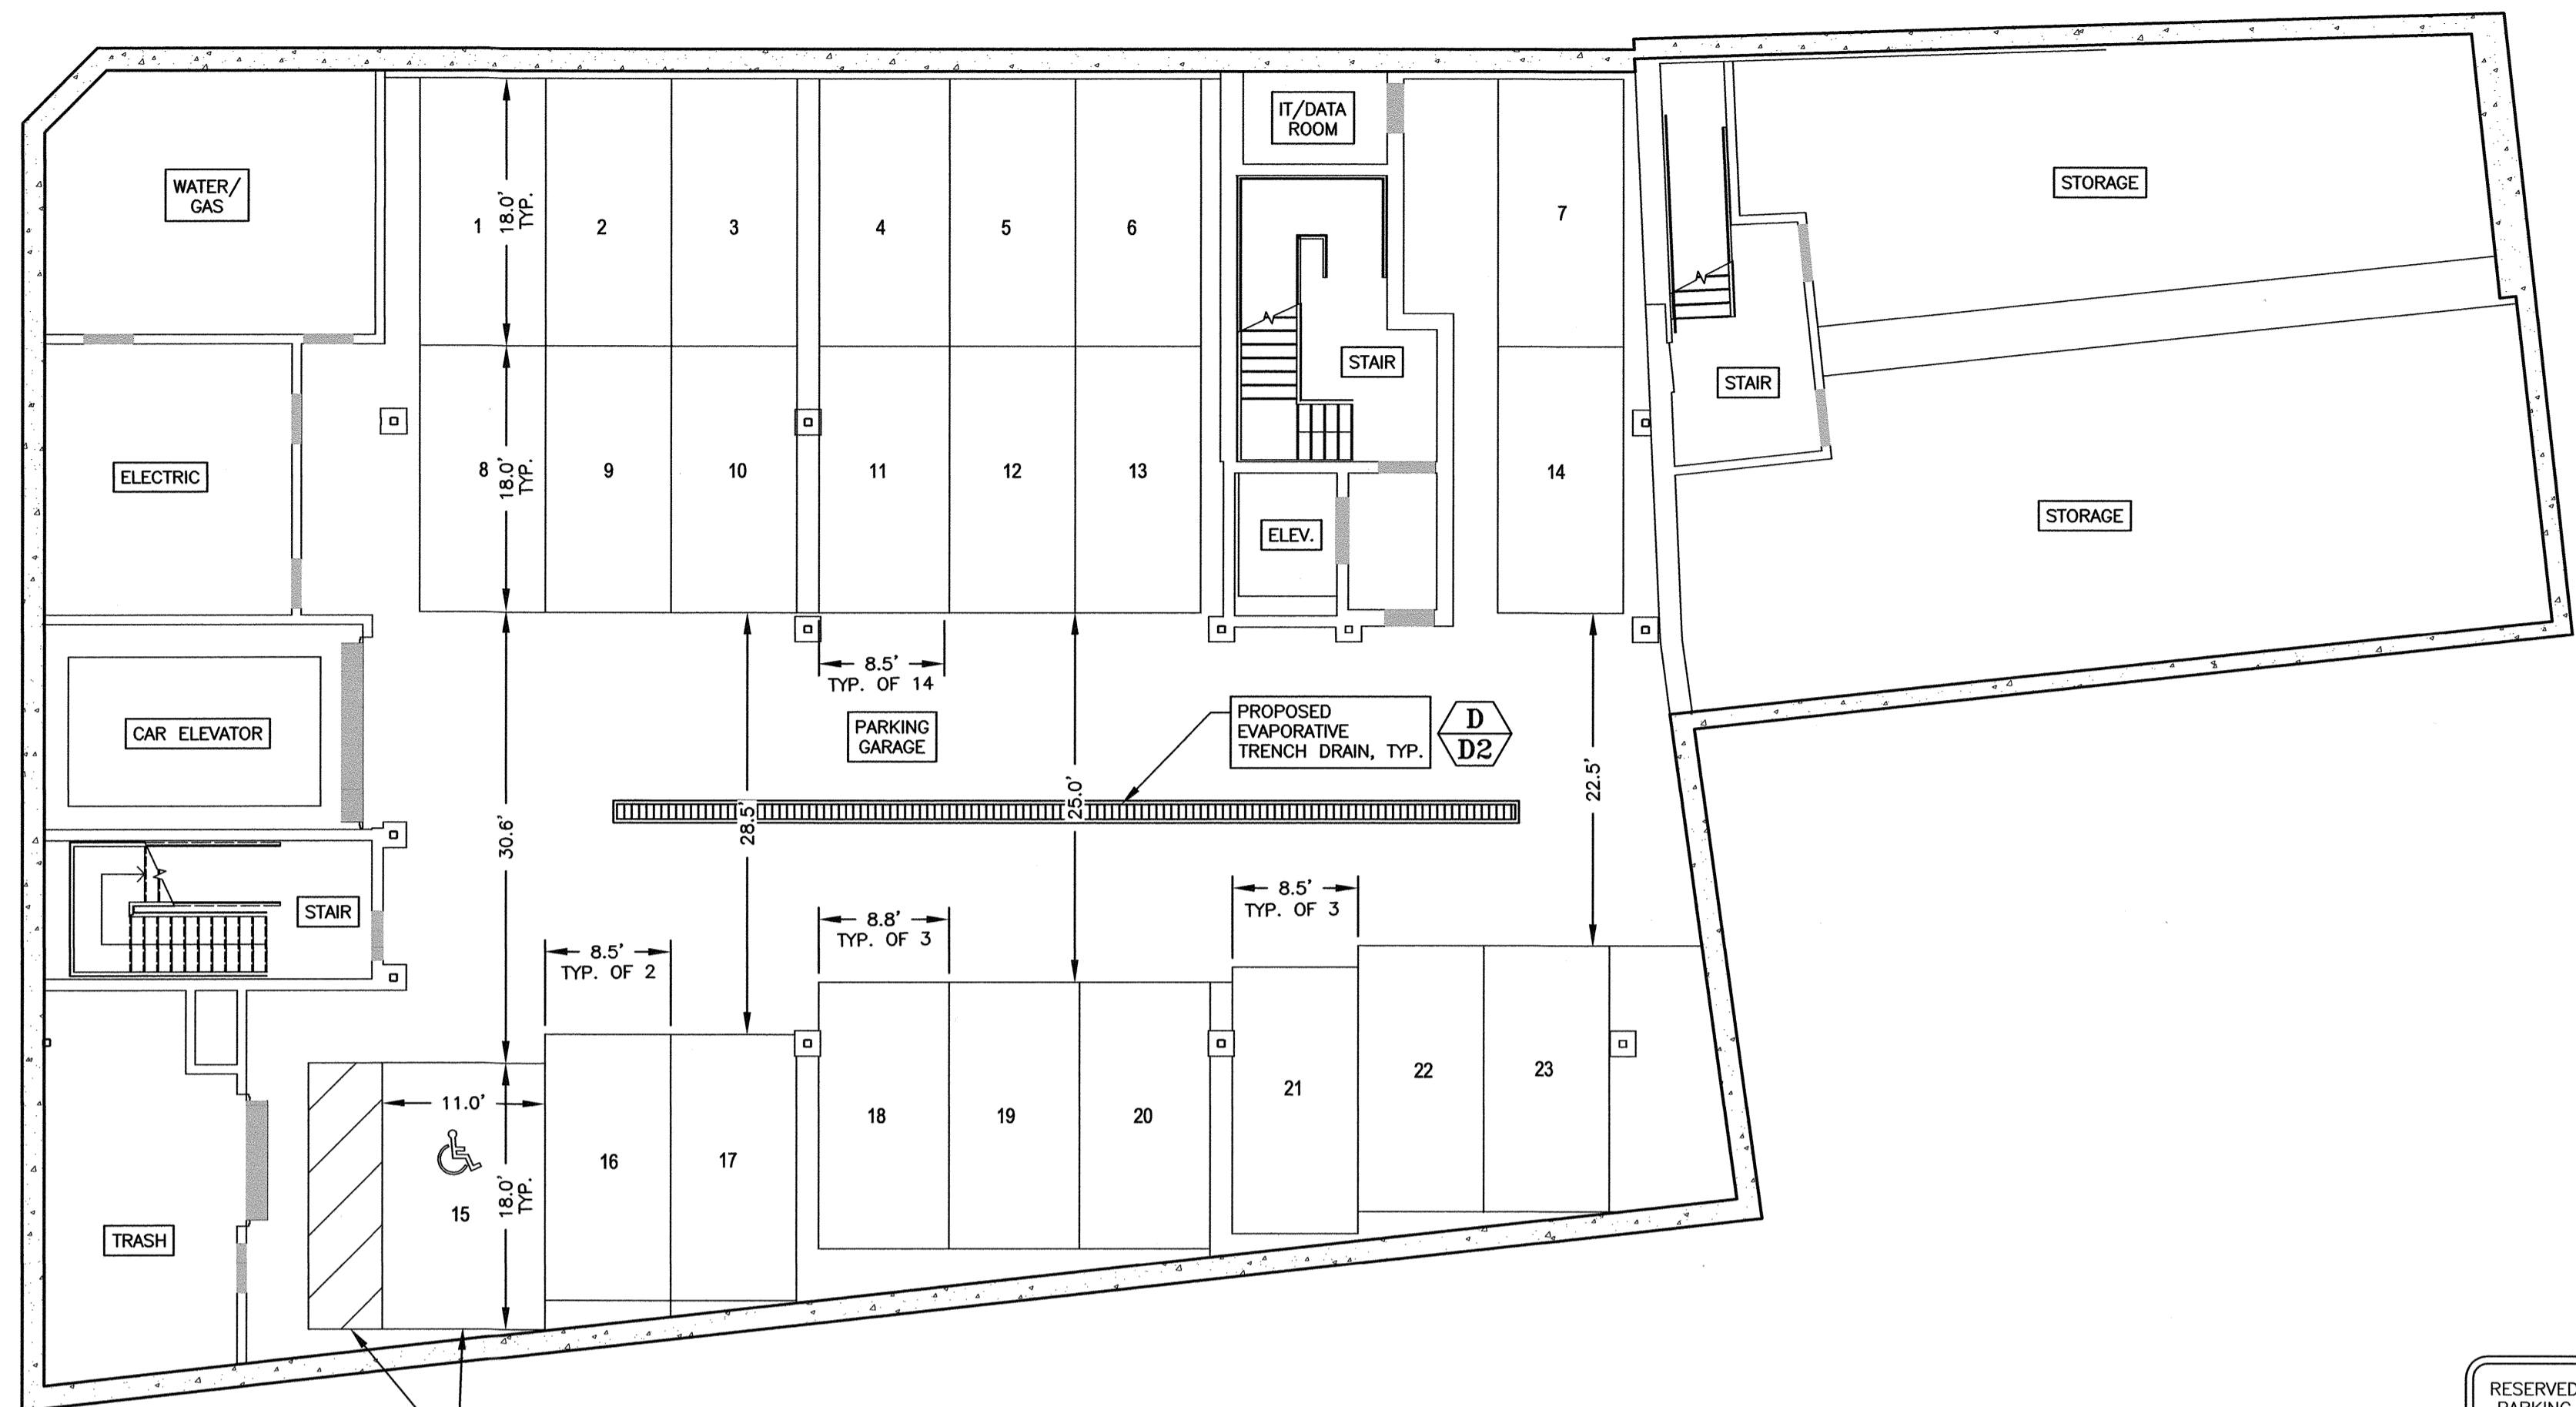 IT/DATA
ROOM
WATER/
GAS
STORAGE
1
18.0'
TYP.
2
3
4
5
6
7
STAIR
STAIR
ELECTRIC
8
18.0'
TYP.
9
10
11
12
13
14
STORAGE
ELEV.
8.5'
TYP. OF 14
CAR ELEVATOR
PARKING
GARAGE
PROPOSED
EVAPORATIVE
TRENCH DRAIN, TYP.
D
D2
30.6'
28.5'
25.0'
22.5'
STAIR
8.5'
TYP. OF 2
8.8'
TYP. OF 3
8.5'
TYP. OF 3
11.0'
15
18.0'
TYP.
16
17
18
19
20
21
22
23
TRASH
RESERVED
PARKING